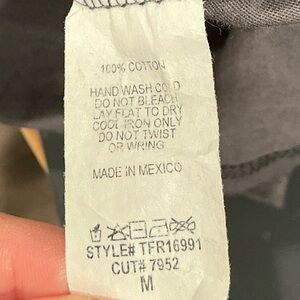 100% COTTON
HAND WASH COLD
DO NOT BLEACH
LAY FLAT TO DRY
COOL IRON ONLY
DO NOT TWIST
OR WRING
MADE IN MEXICO
STYLE# TFR16991
CUT# 7952
M